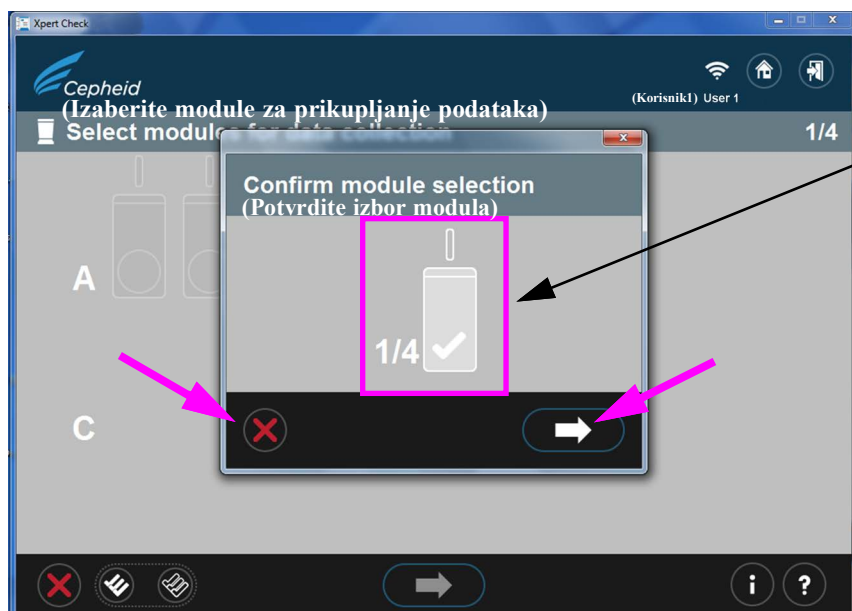 Xpert Check
Cepheid
(Korisnik1) User 1
(Izaberite module za prikupljanje podataka)
Select modules for data collection 1/4
Confirm module selection
(Potvrdite izbor modula)
A
1/4
C
i ?